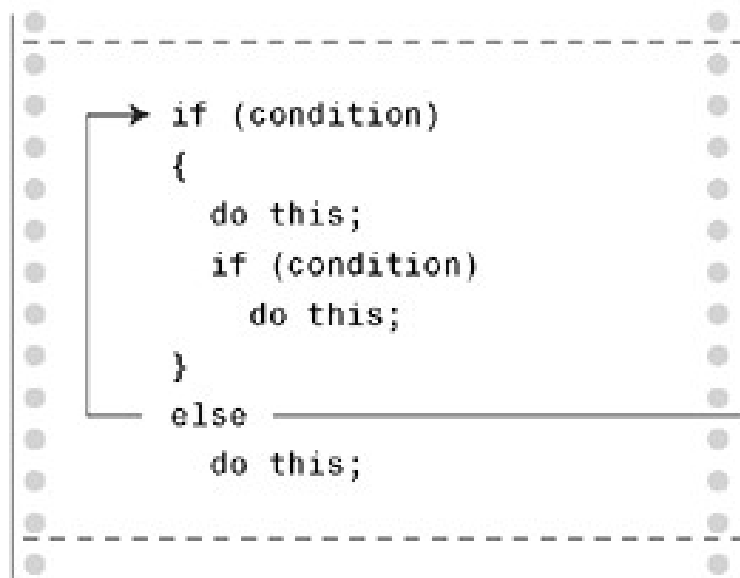 if (condition)
{
do this;
if (condition)
do this;
}
else
do this;